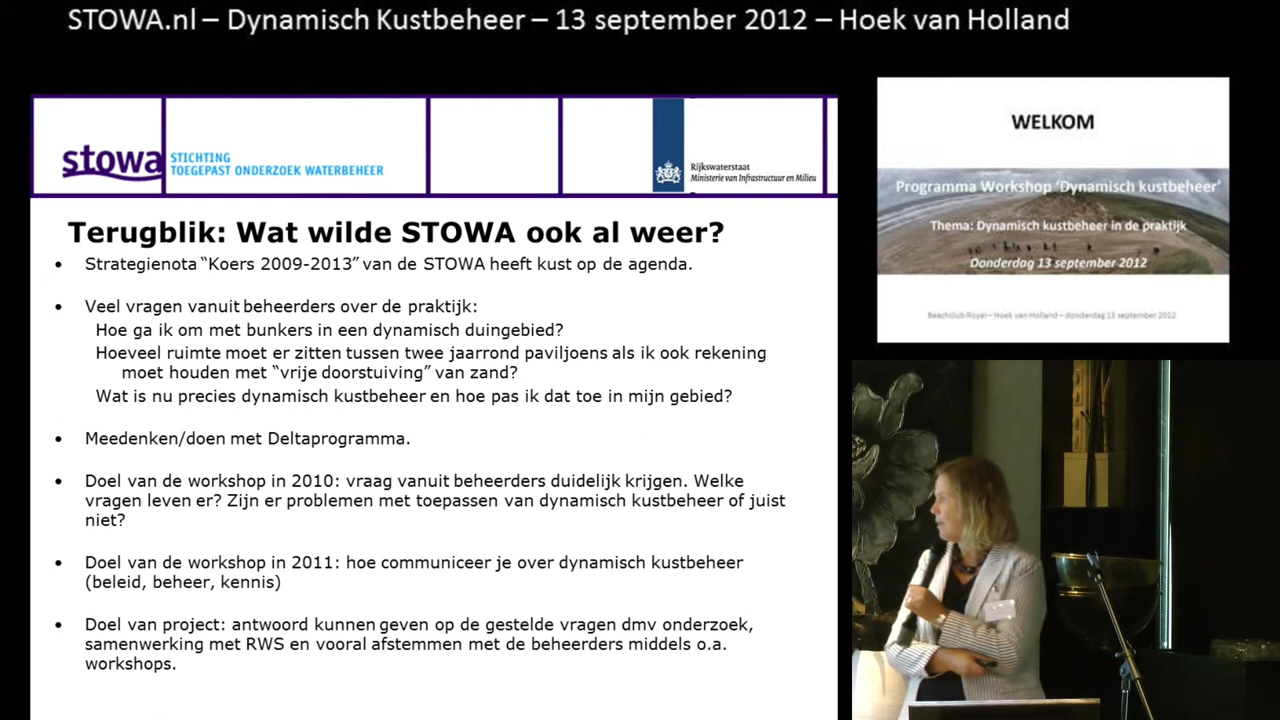 STOWA.nl – Dynamisch Kustbeheer – 13 september 2012 – Hoek van Holland
stowa
STICHTING
TOEGEPAST ONDERZOEK WATERBEHEER
Rijkswaterstaat
Ministerie van Infrastructuur en Milieu
Terugblik: Wat wilde STOWA ook al weer?
• Strategienota “Koers 2009-2013” van de STOWA heeft kust op de agenda.
• Veel vragen vanuit beheerders over de praktijk:
Hoe ga ik om met bunkers in een dynamisch duingebied?
Hoeveel ruimte moet er zitten tussen twee jaarrond paviljoens als ik ook rekening
moet houden met “vrije doorstuiving” van zand?
Wat is nu precies dynamisch kustbeheer en hoe pas ik dat toe in mijn gebied?
• Meedenken/doen met Deltaprogramma.
• Doel van de workshop in 2010: vraag vanuit beheerders duidelijk krijgen. Welke
vragen leven er? Zijn er problemen met toepassen van dynamisch kustbeheer of juist
niet?
• Doel van de workshop in 2011: hoe communiceer je over dynamisch kustbeheer
(beleid, beheer, kennis)
• Doel van project: antwoord kunnen geven op de gestelde vragen dmv onderzoek,
samenwerking met RWS en vooral afstemmen met de beheerders middels o.a.
workshops.
WELKOM
Programma Workshop ‘Dynamisch kustbeheer’
Thema: Dynamisch kustbeheer in de praktijk
Donderdag 13 september 2012
Beachclub Royal – Hoek van Holland – donderdag 13 september 2012